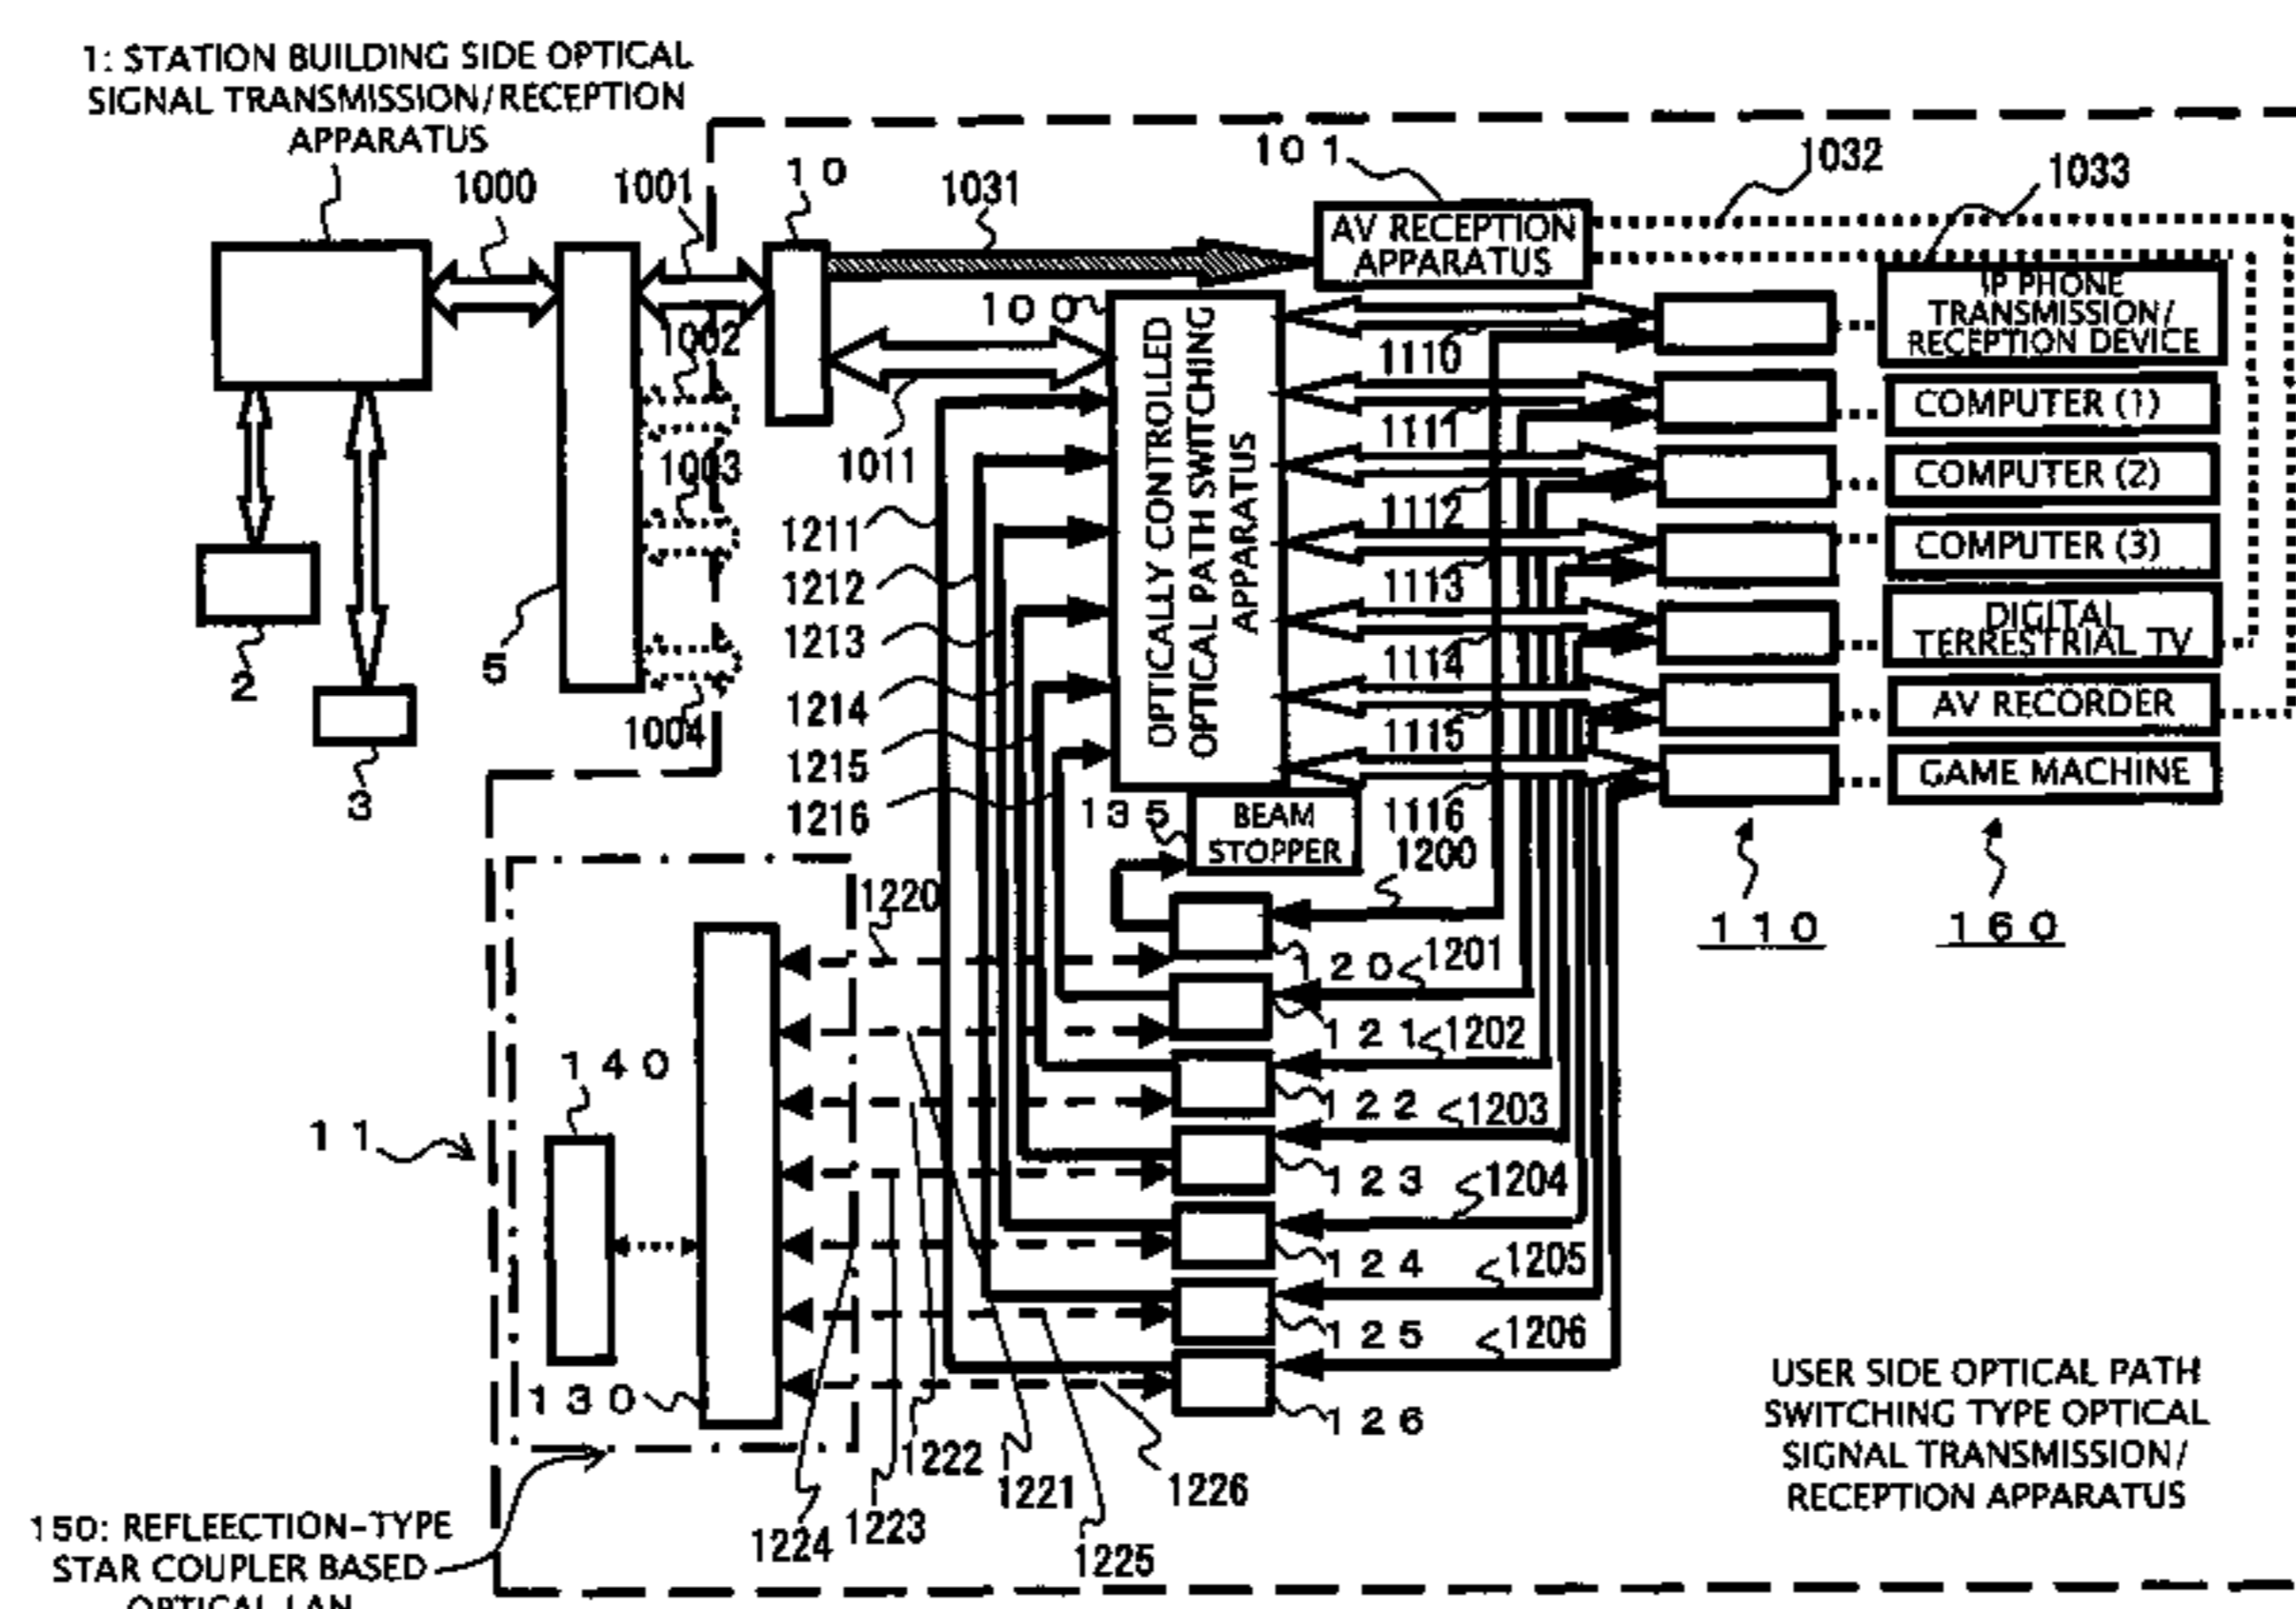 1: STATION BUILDING SIDE OPTICAL
SIGNAL TRANSMISSION/RECEPTION
APPARATUS
1000
1001
10
1031
101
AV RECEPTION
APPARATUS
1032
1033
IP PHONE
TRANSMISSION/
RECEPTION DEVICE
100
OPTICALLY CONTROLLED
OPTICAL PATH SWITCHING
APPARATUS
1002
1003
1004
1011
1110
1111
1112
1113
1114
1115
1116
COMPUTER (1)
COMPUTER (2)
COMPUTER (3)
DIGITAL
TERRESTRIAL TV
AV RECORDER
GAME MACHINE
110
160
2
3
5
1211
1212
1213
1214
1215
1216
135
BEAM
STOPPER
1200
1201
1202
1203
1204
1205
1206
120
121
122
123
124
125
126
1220
140
130
11
1222
1221
1226
1223
1224
1225
150: REFLEECTION-TYPE
STAR COUPLER BASED
OPTICAL LAN
USER SIDE OPTICAL PATH
SWITCHING TYPE OPTICAL
SIGNAL TRANSMISSION/
RECEPTION APPARATUS